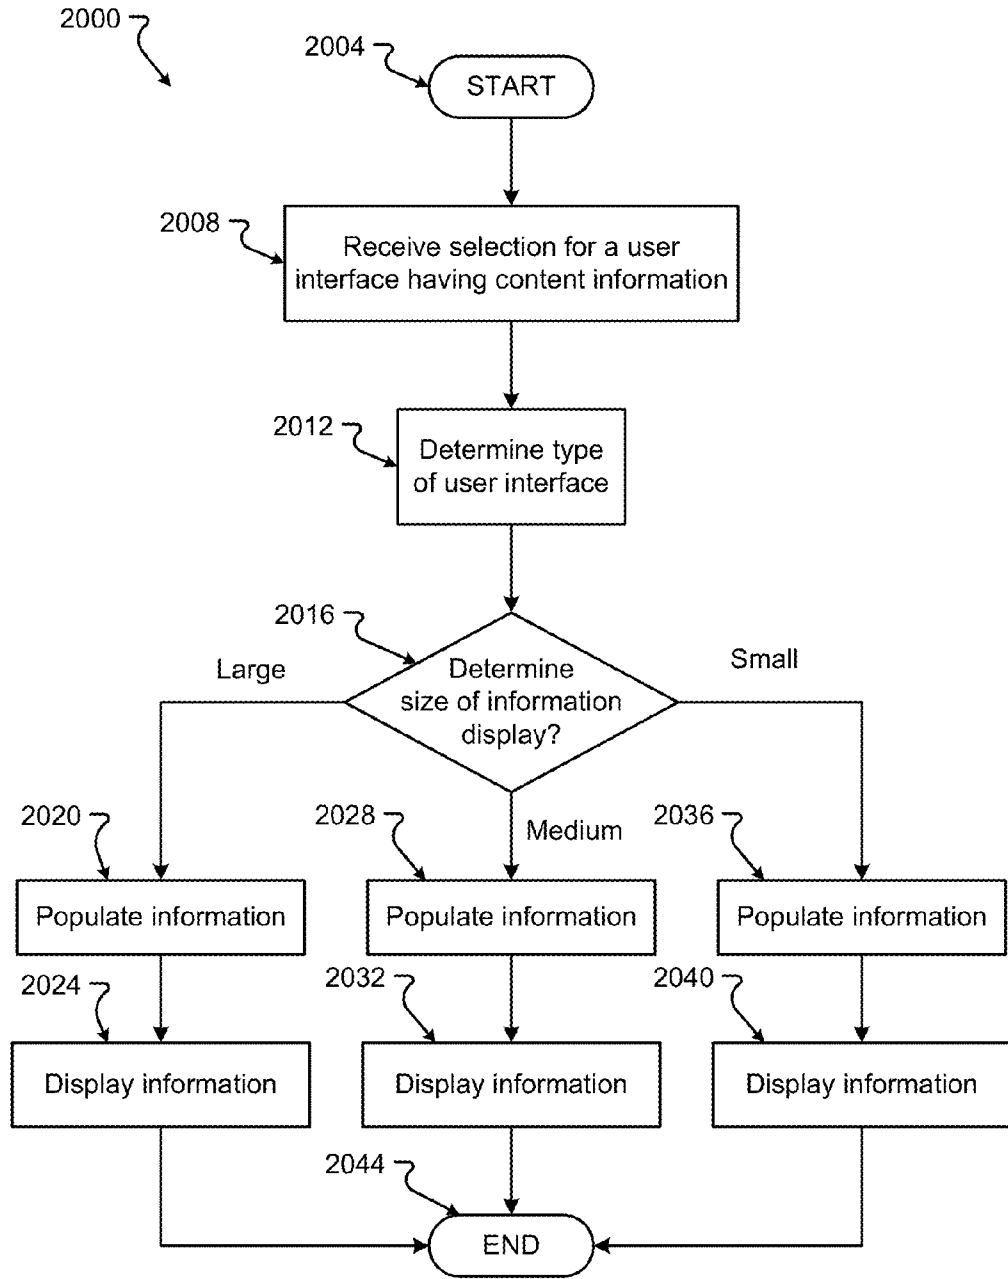 2000
2004
START
2008
Receive selection for a user
interface having content information
2012
Determine type
of user interface
2016
Large
Determine
size of information
display?
Small
2020
2028
Medium
2036
Populate information
Populate information
Populate information
2024
2032
2040
Display information
Display information
Display information
2044
END